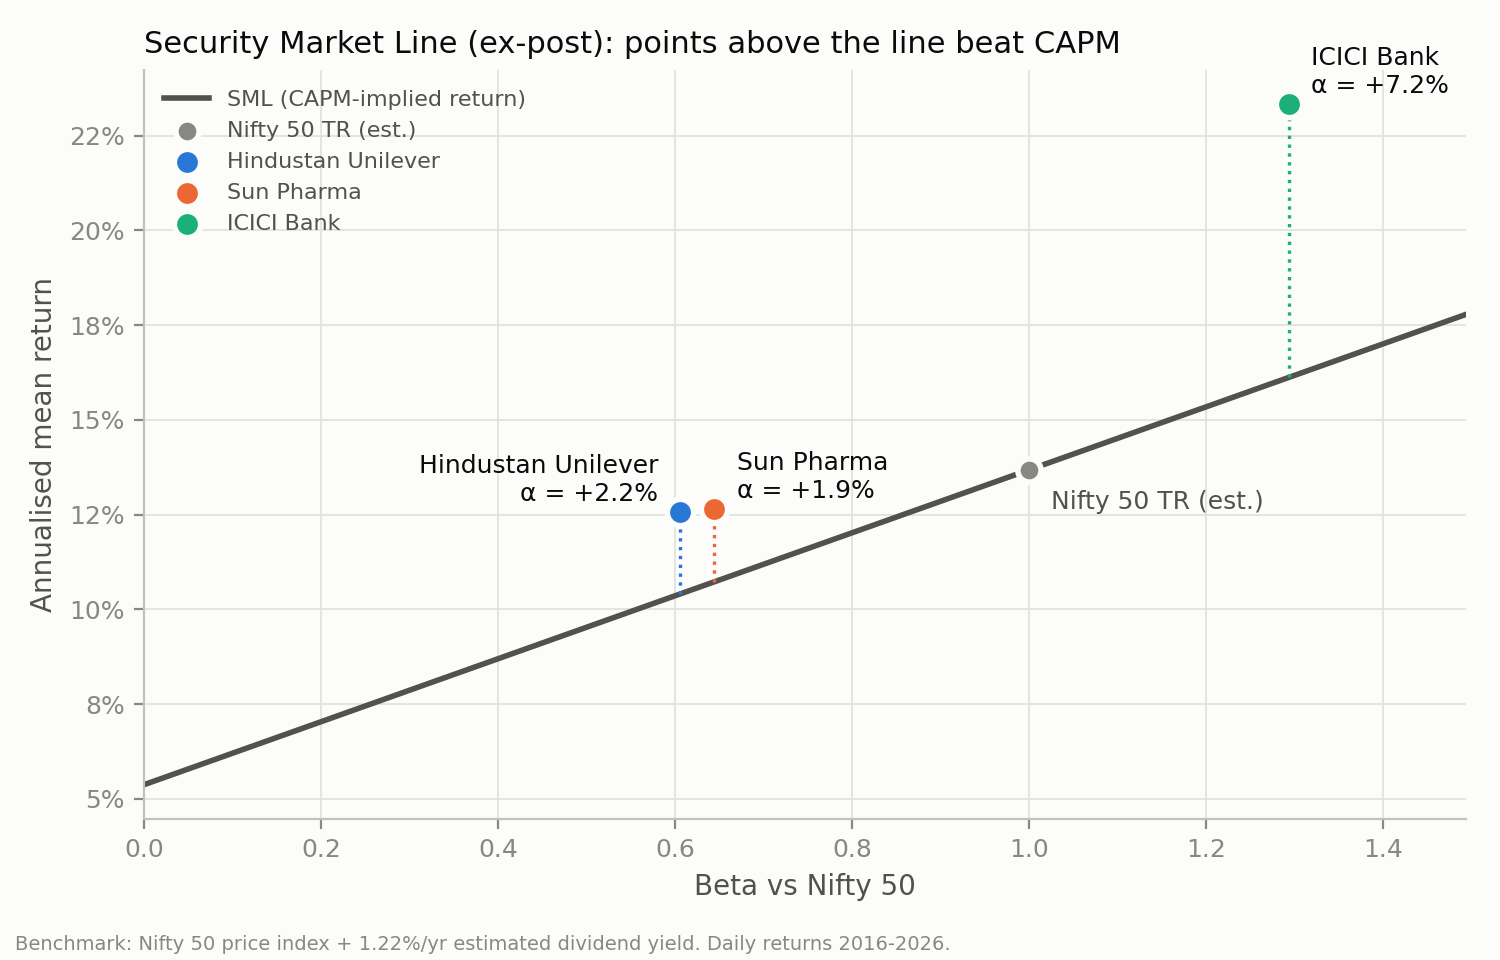 Security Market Line (ex-post): points above the line beat CAPM
ICICI Bank
α = +7.2%
SML (CAPM-implied return)
Nifty 50 TR (est.)
Hindustan Unilever
Sun Pharma
ICICI Bank
22%
20%
18%
15%
12%
10%
8%
5%
Annualised mean return
Hindustan Unilever
α = +2.2%
Sun Pharma
α = +1.9%
Nifty 50 TR (est.)
0.0
0.2
0.4
0.6
0.8
1.0
1.2
1.4
Beta vs Nifty 50
Benchmark: Nifty 50 price index + 1.22%/yr estimated dividend yield. Daily returns 2016-2026.